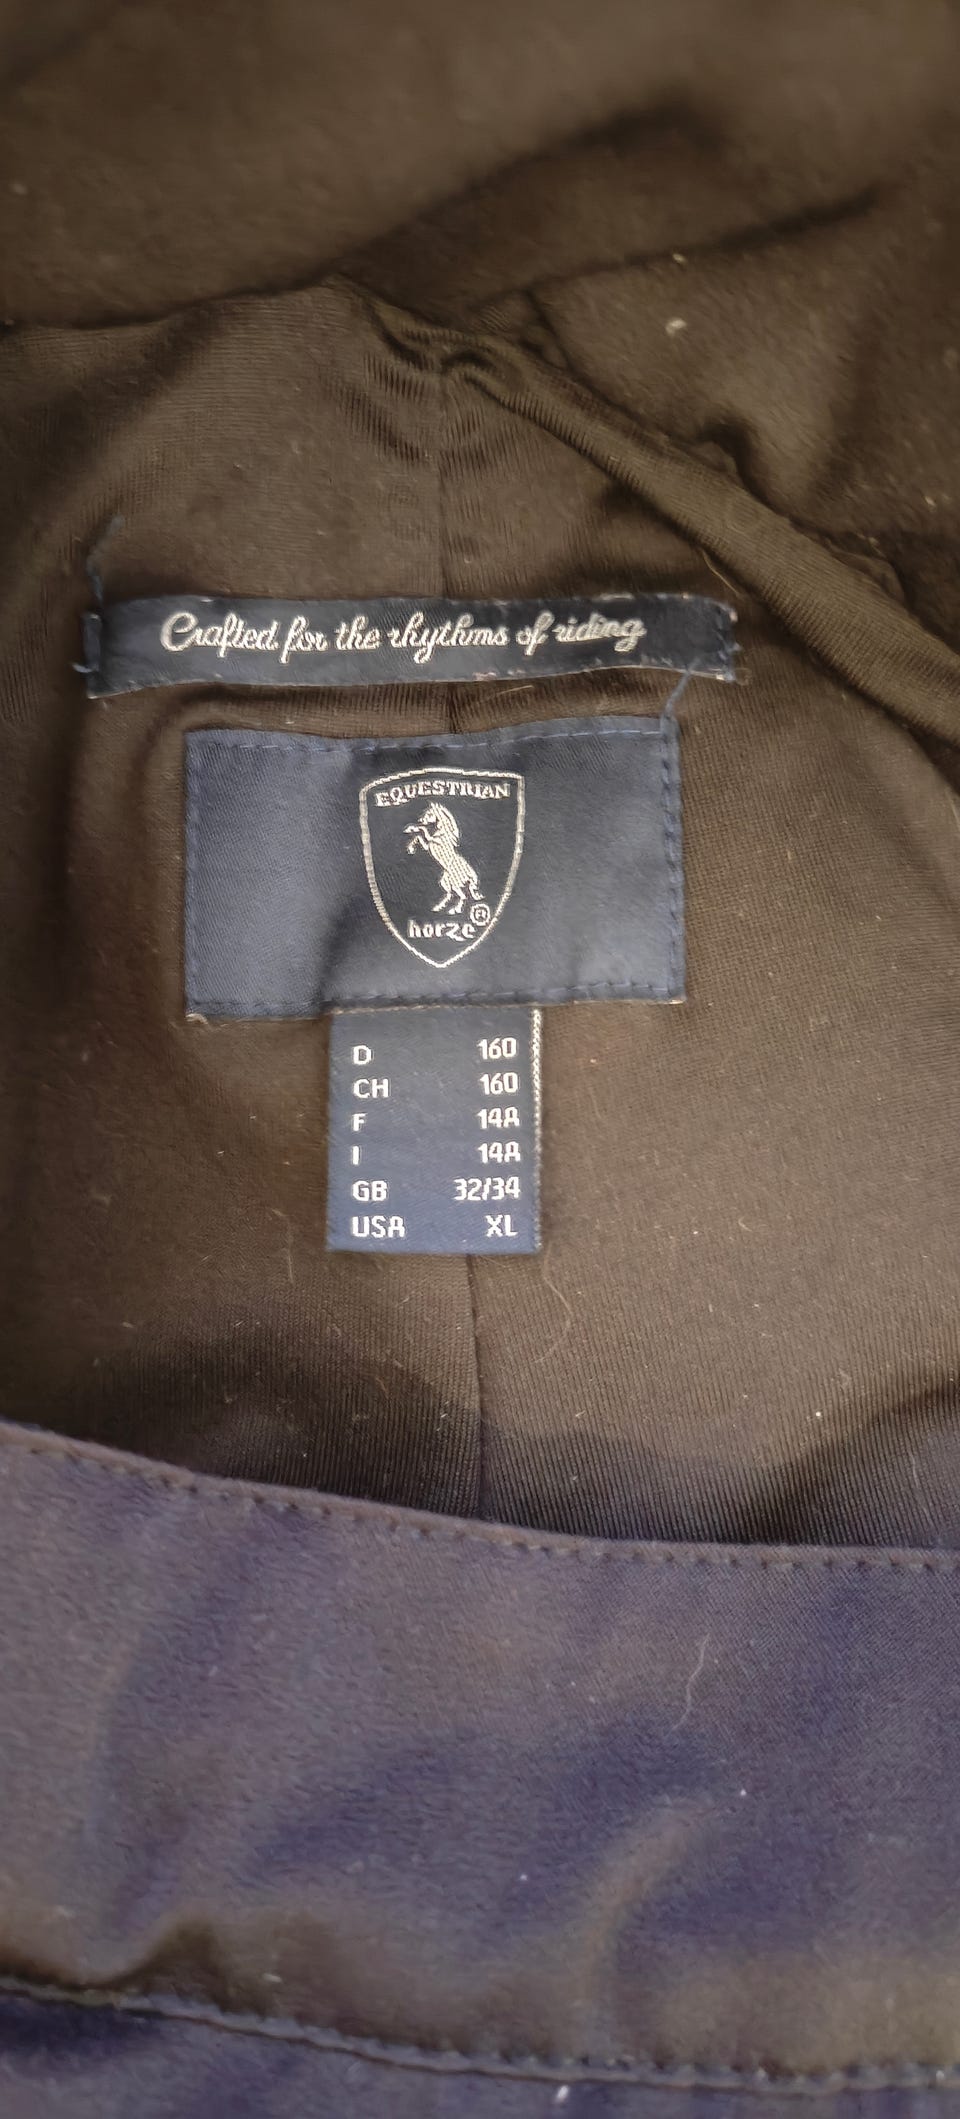 Crafted for the rhythms of riding
EQUESTRIAN
horze®
D 160
CH 160
F 14A
I 14A
GB 32/34
USA XL